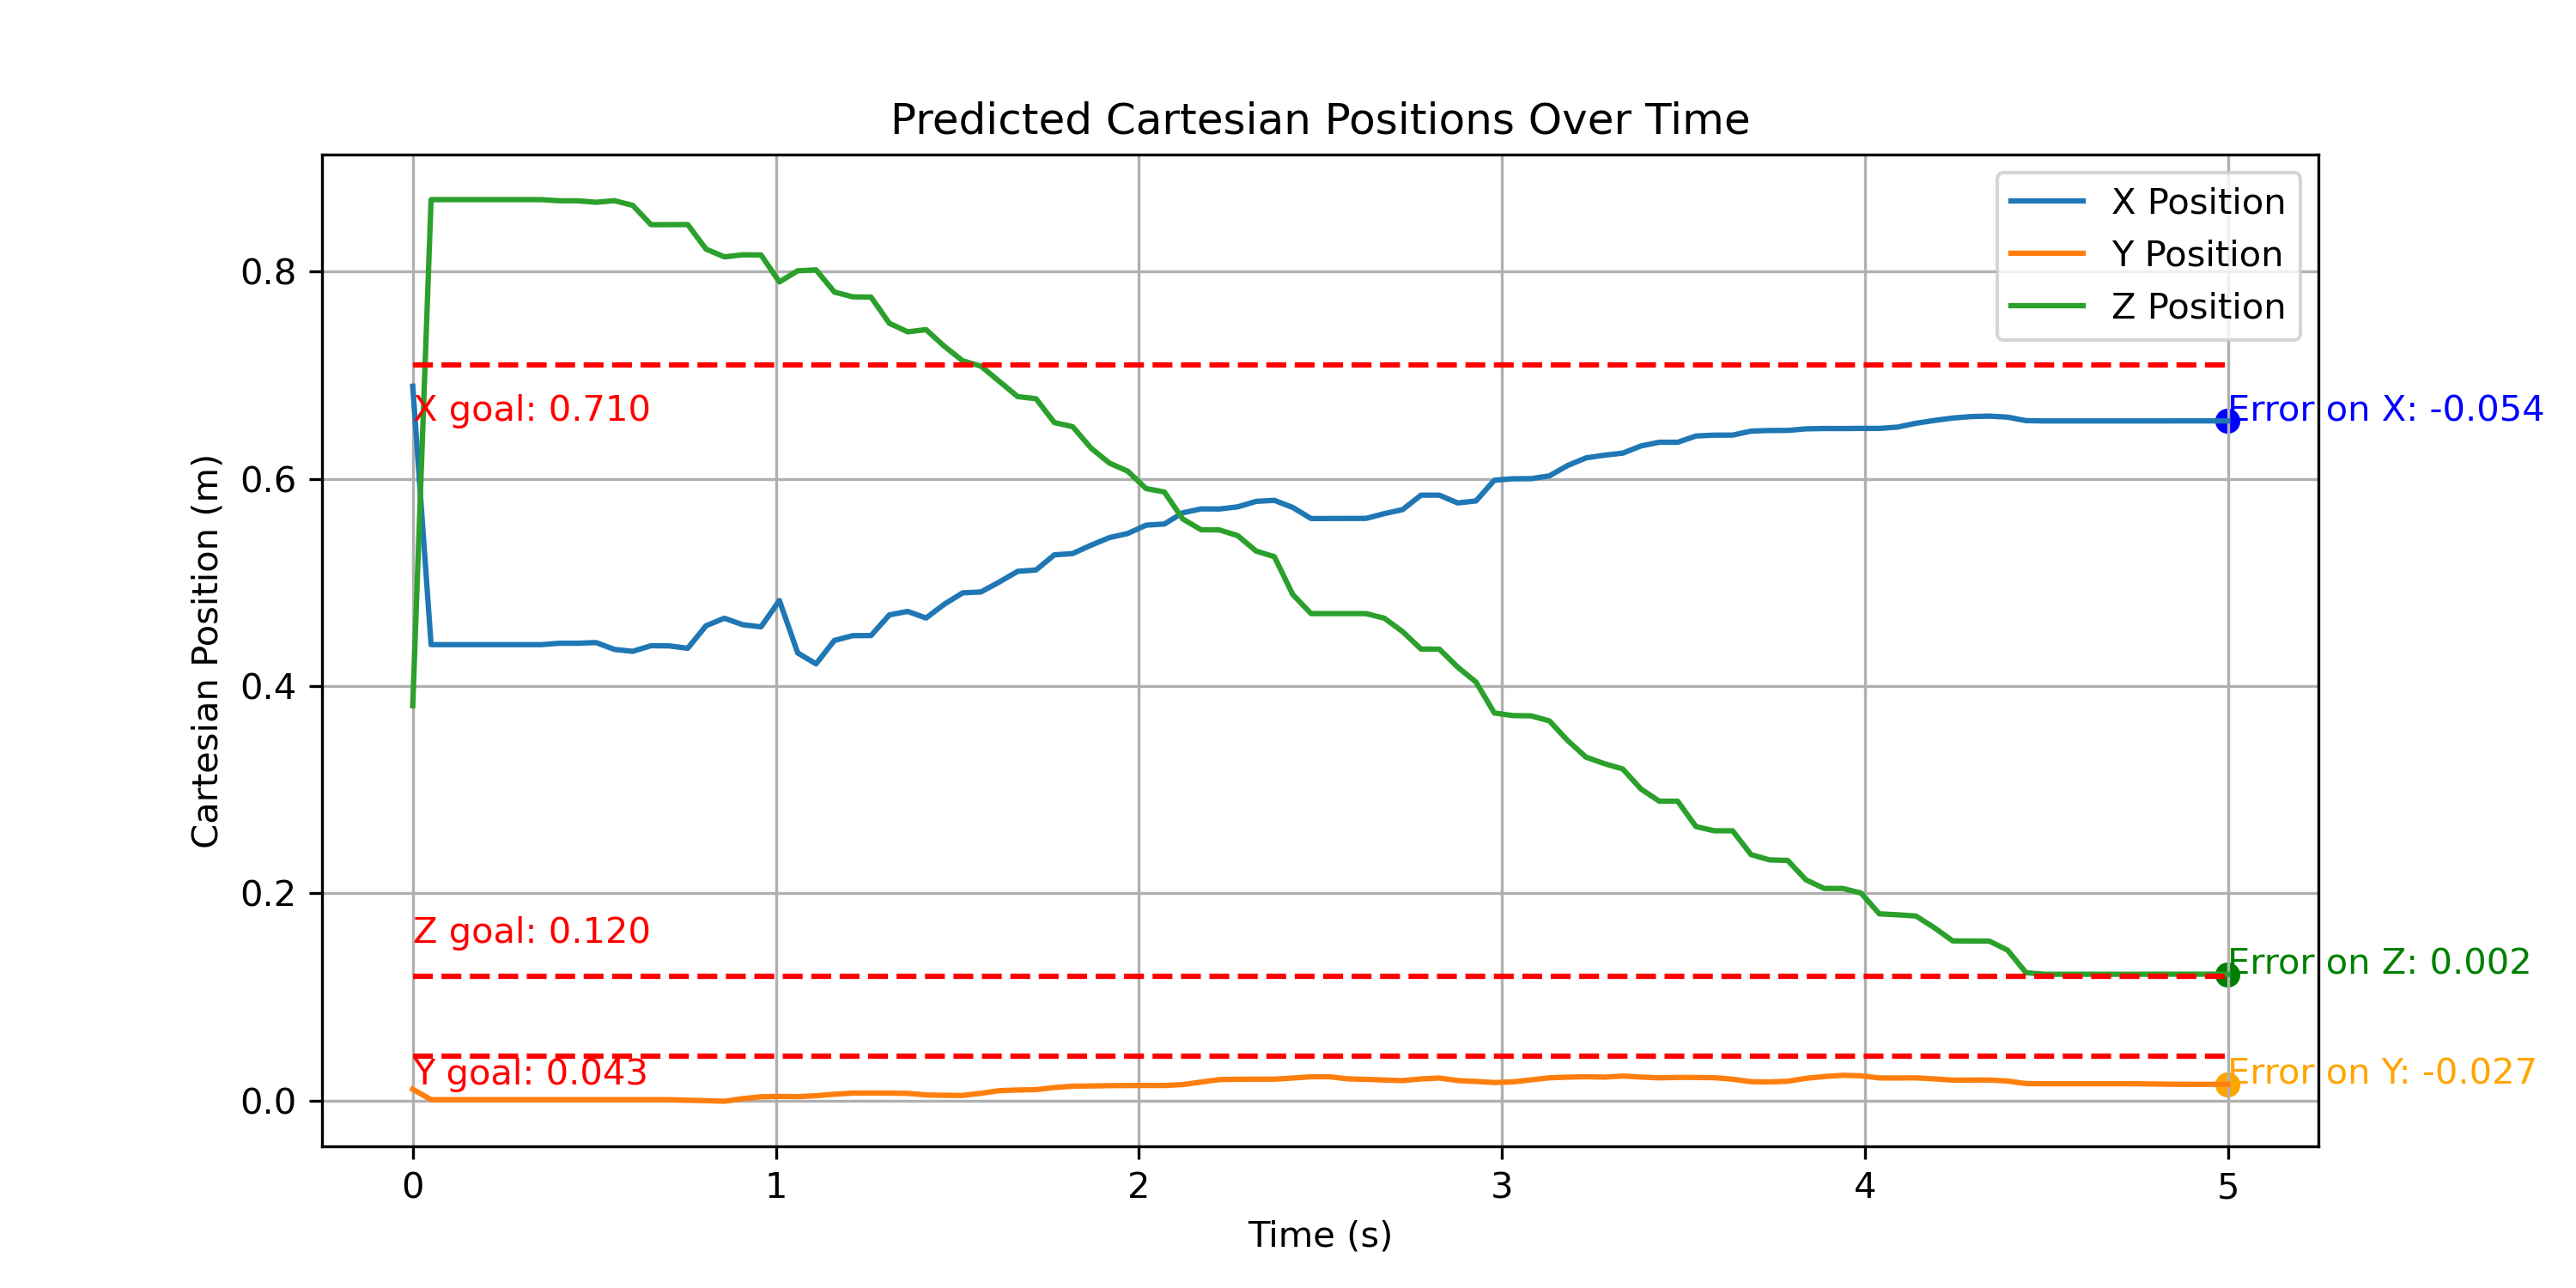 Predicted Cartesian Positions Over Time
X Position
Y Position
Z Position
0.8
0.6
0.4
0.2
0.0
Cartesian Position (m)
X goal: 0.710
Error on X: -0.054
Z goal: 0.120
Error on Z: 0.002
Y goal: 0.043
Error on Y: -0.027
0 1 2 3 4 5
Time (s)